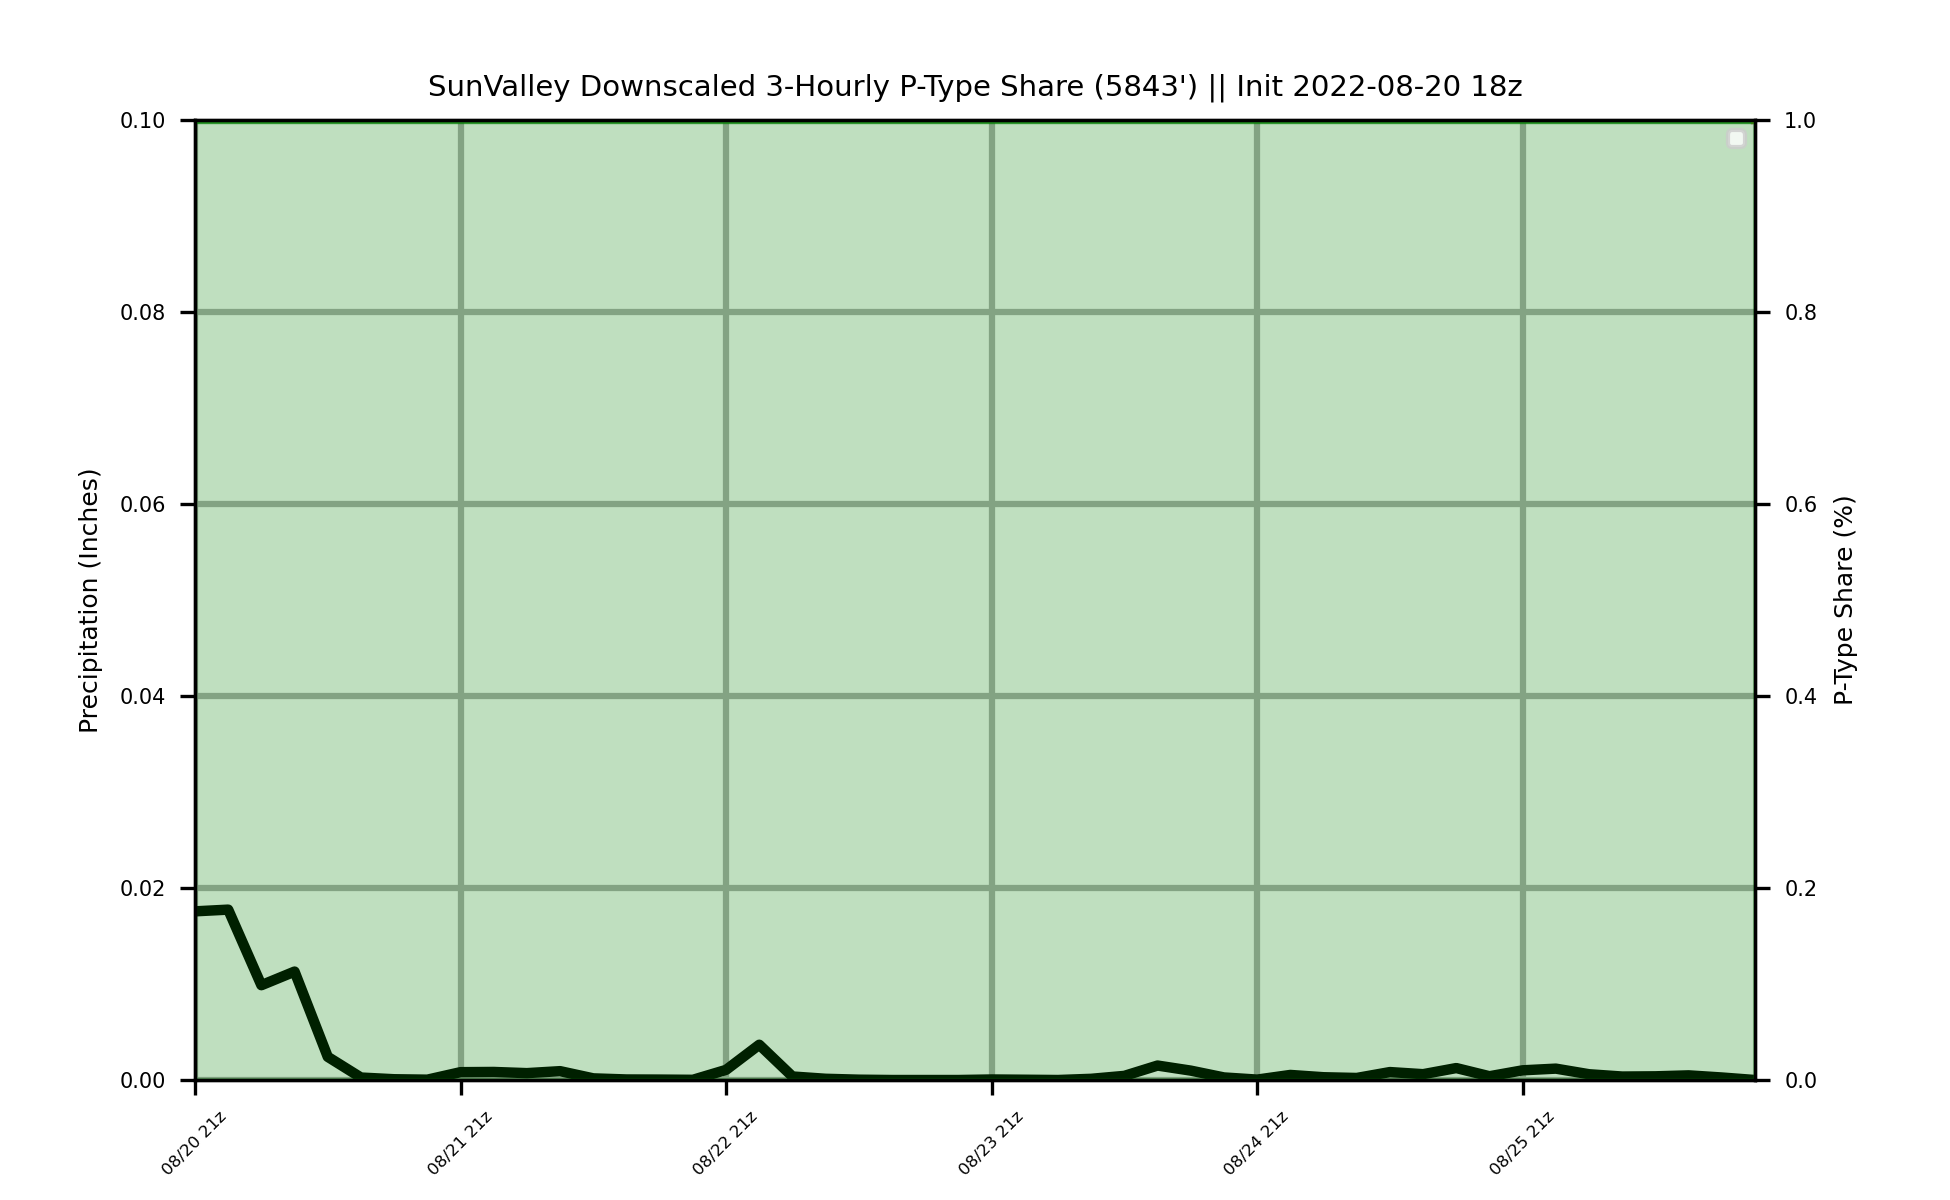 SunValley Downscaled 3-Hourly P-Type Share (5843') || Init 2022-08-20 18z
0.10
0.08
0.06
0.04
0.02
0.00
Precipitation (Inches)
1.0
0.8
0.6
0.4
0.2
0.0
P-Type Share (%)
08/20 21z
08/21 21z
08/22 21z
08/23 21z
08/24 21z
08/25 21z